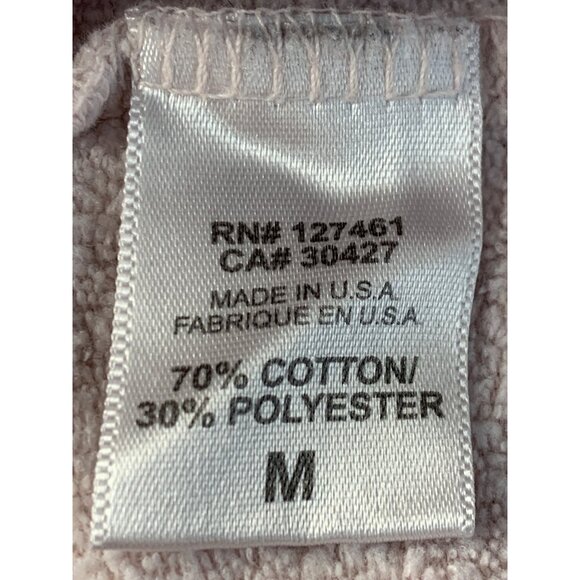 RN# 127461
CA# 30427
MADE IN U.S.A.
FABRIQUE EN U.S.A.
70% COTTON/
30% POLYESTER
M